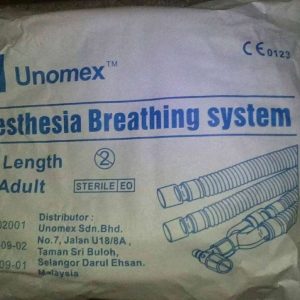 Unomex™
CE 0123
esthesia Breathing system
Length
2
Adult
STERILE EO
02001
09-02
09-01
Distributor :
Unomex Sdn.Bhd.
No.7, Jalan U18/8A,
Taman Sri Buloh,
Selangor Darul Ehsan.
Malaysia